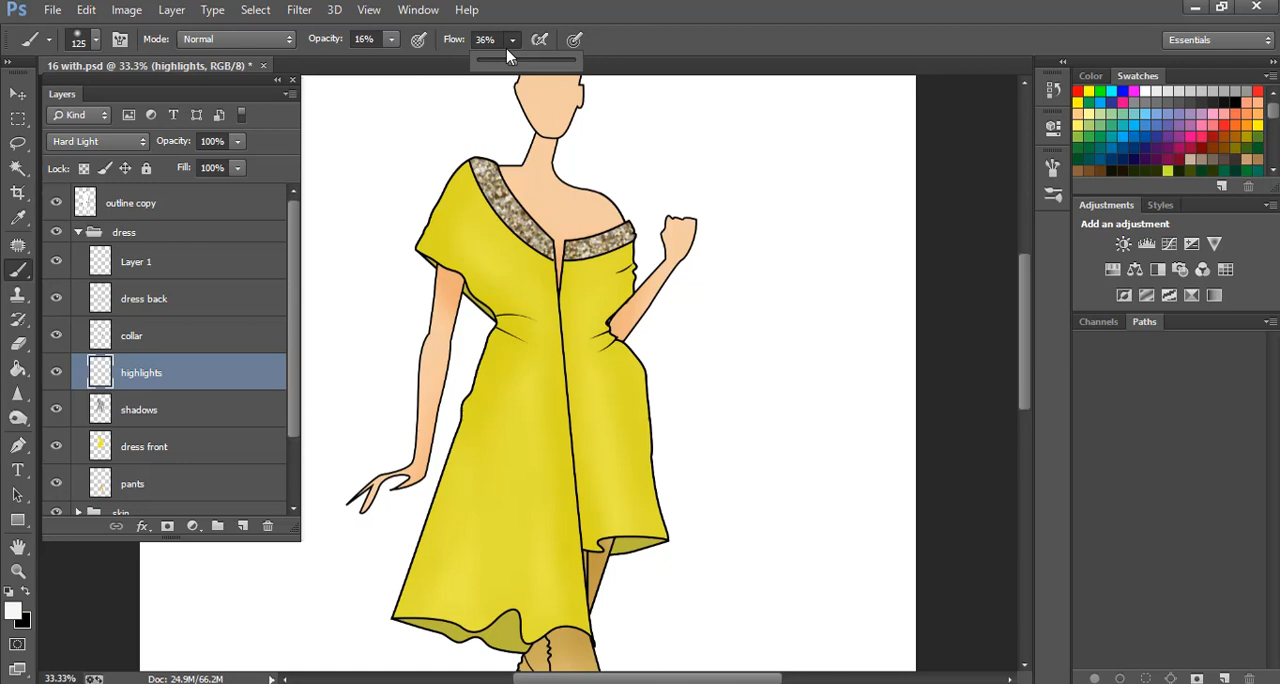 Ps File Edit Image Layer Type Select Filter 3D View Window Help
125 Mode: Normal Opacity: 16% Flow: 36% Essentials
16 with.psd @ 33.3% (highlights, RGB/8) * ×
Layers
Kind
Hard Light Opacity: 100%
Lock: Fill: 100%
outline copy
dress
Layer 1
dress back
collar
highlights
shadows
dress front
pants
skin
fx
Color Swatches
Adjustments Styles
Add an adjustment
Channels Paths
33.33% Doc: 24.9M/66.2M